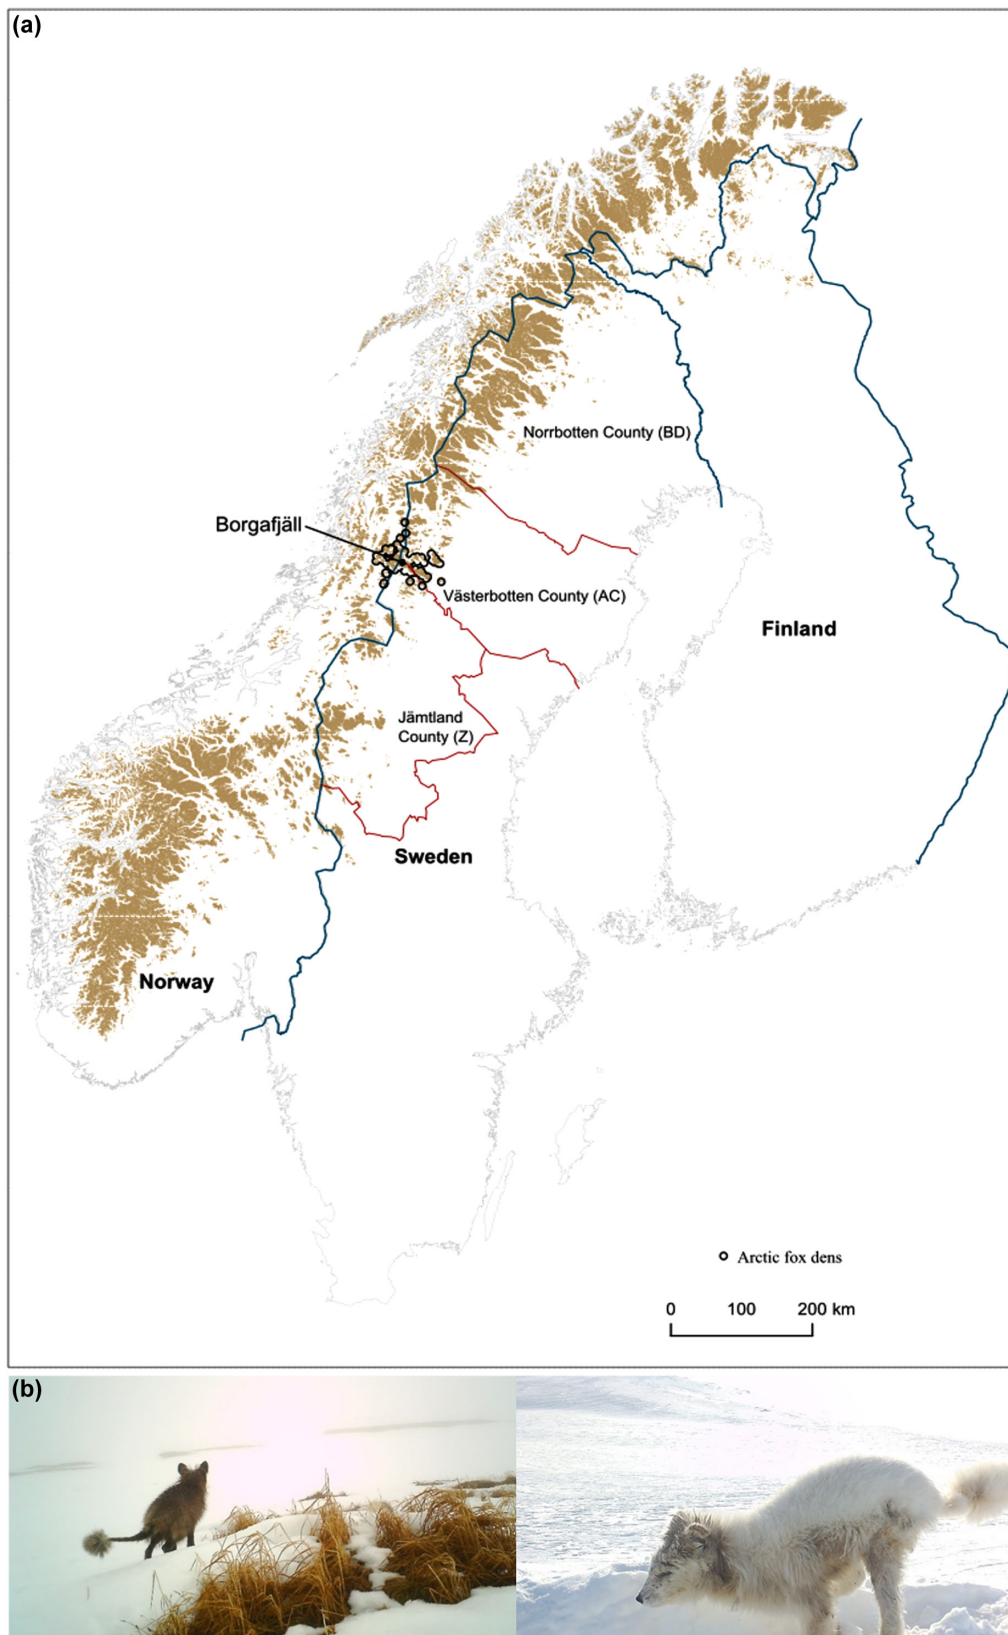 (a)
Norrbotten County (BD)
Borgafjäll
Västerbotten County (AC)
Finland
Jämtland
County (Z)
Sweden
Norway
Arctic fox dens
0 100 200 km
(b)